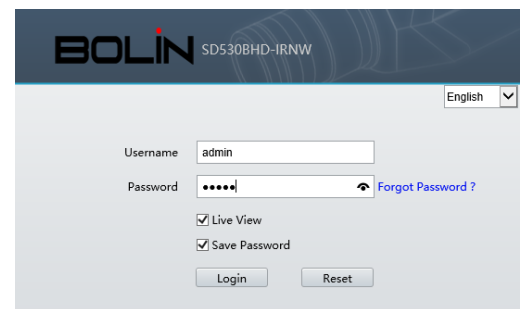 BOLIN SD530BHD-IRNW
English
Username admin
Password ••••• Forgot Password ?
Live View
Save Password
Login Reset